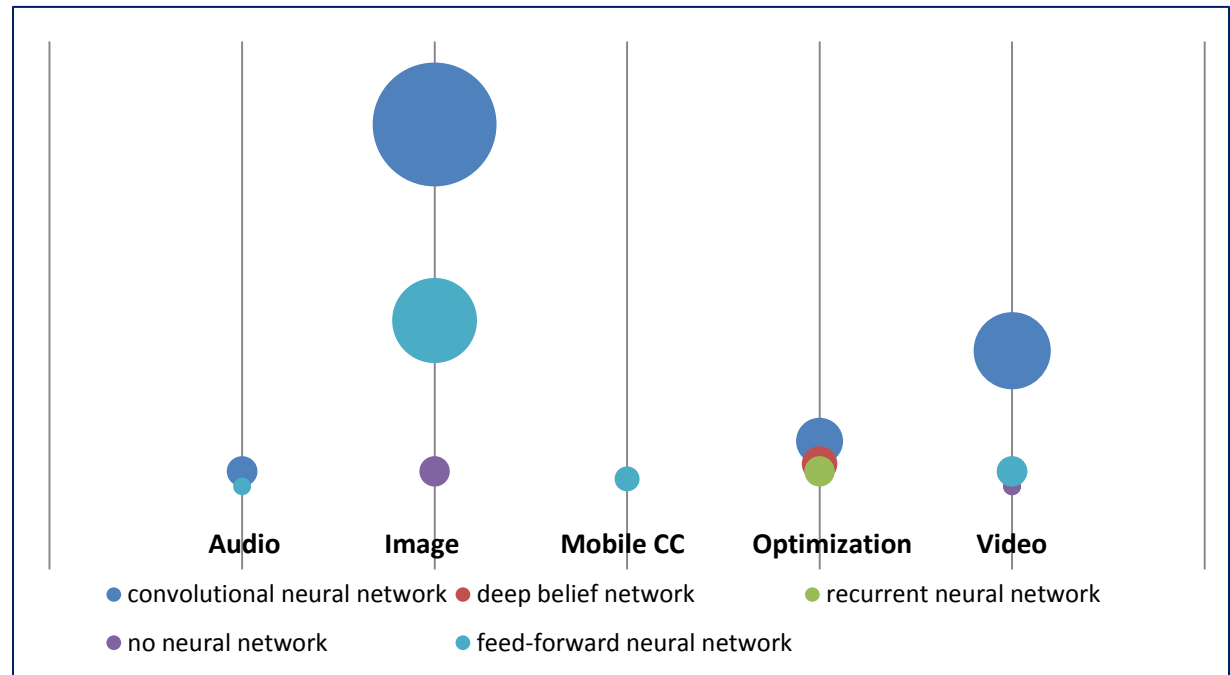 Audio Image Mobile CC Optimization Video
convolutional neural network deep belief network recurrent neural network
no neural network feed-forward neural network